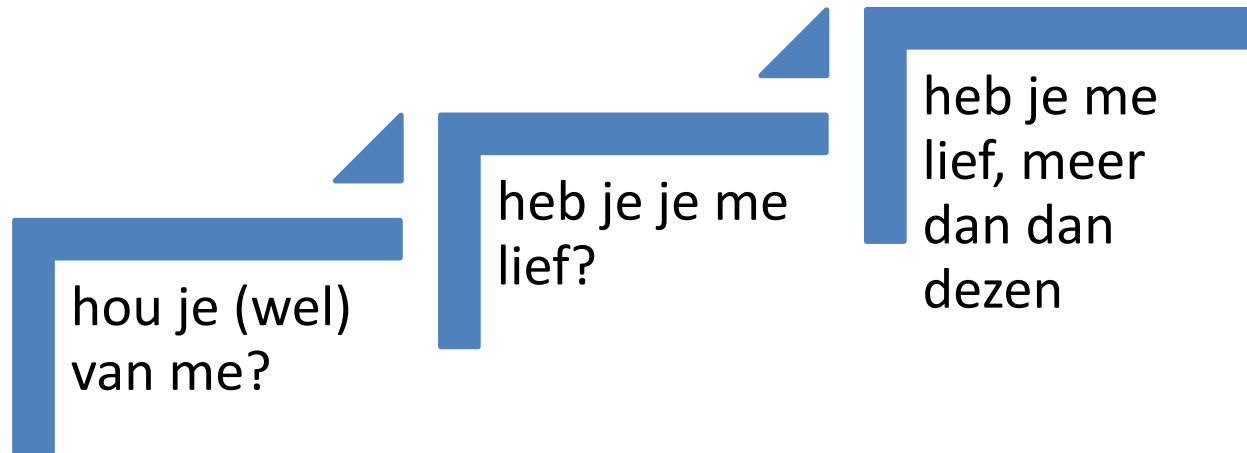 hou je (wel)
van me?
heb je je me
lief?
heb je me
lief, meer
dan dan
dezen